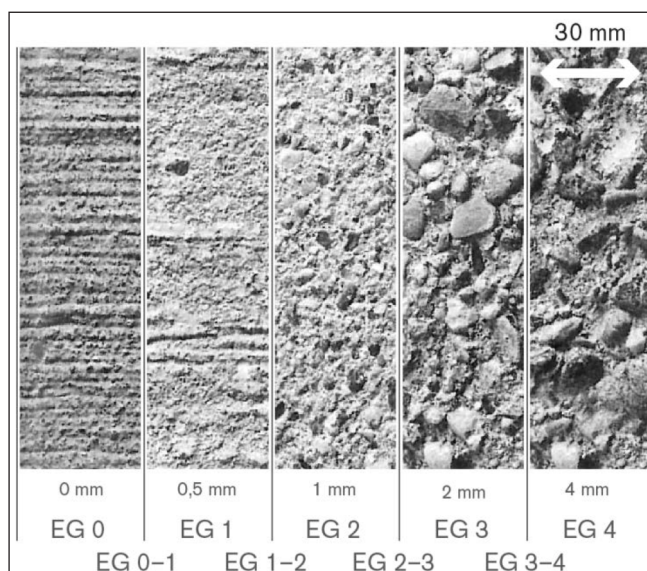 30 mm
0 mm 0,5 mm 1 mm 2 mm 4 mm
EG 0 EG 1 EG 2 EG 3 EG 4
EG 0–1 EG 1–2 EG 2–3 EG 3–4